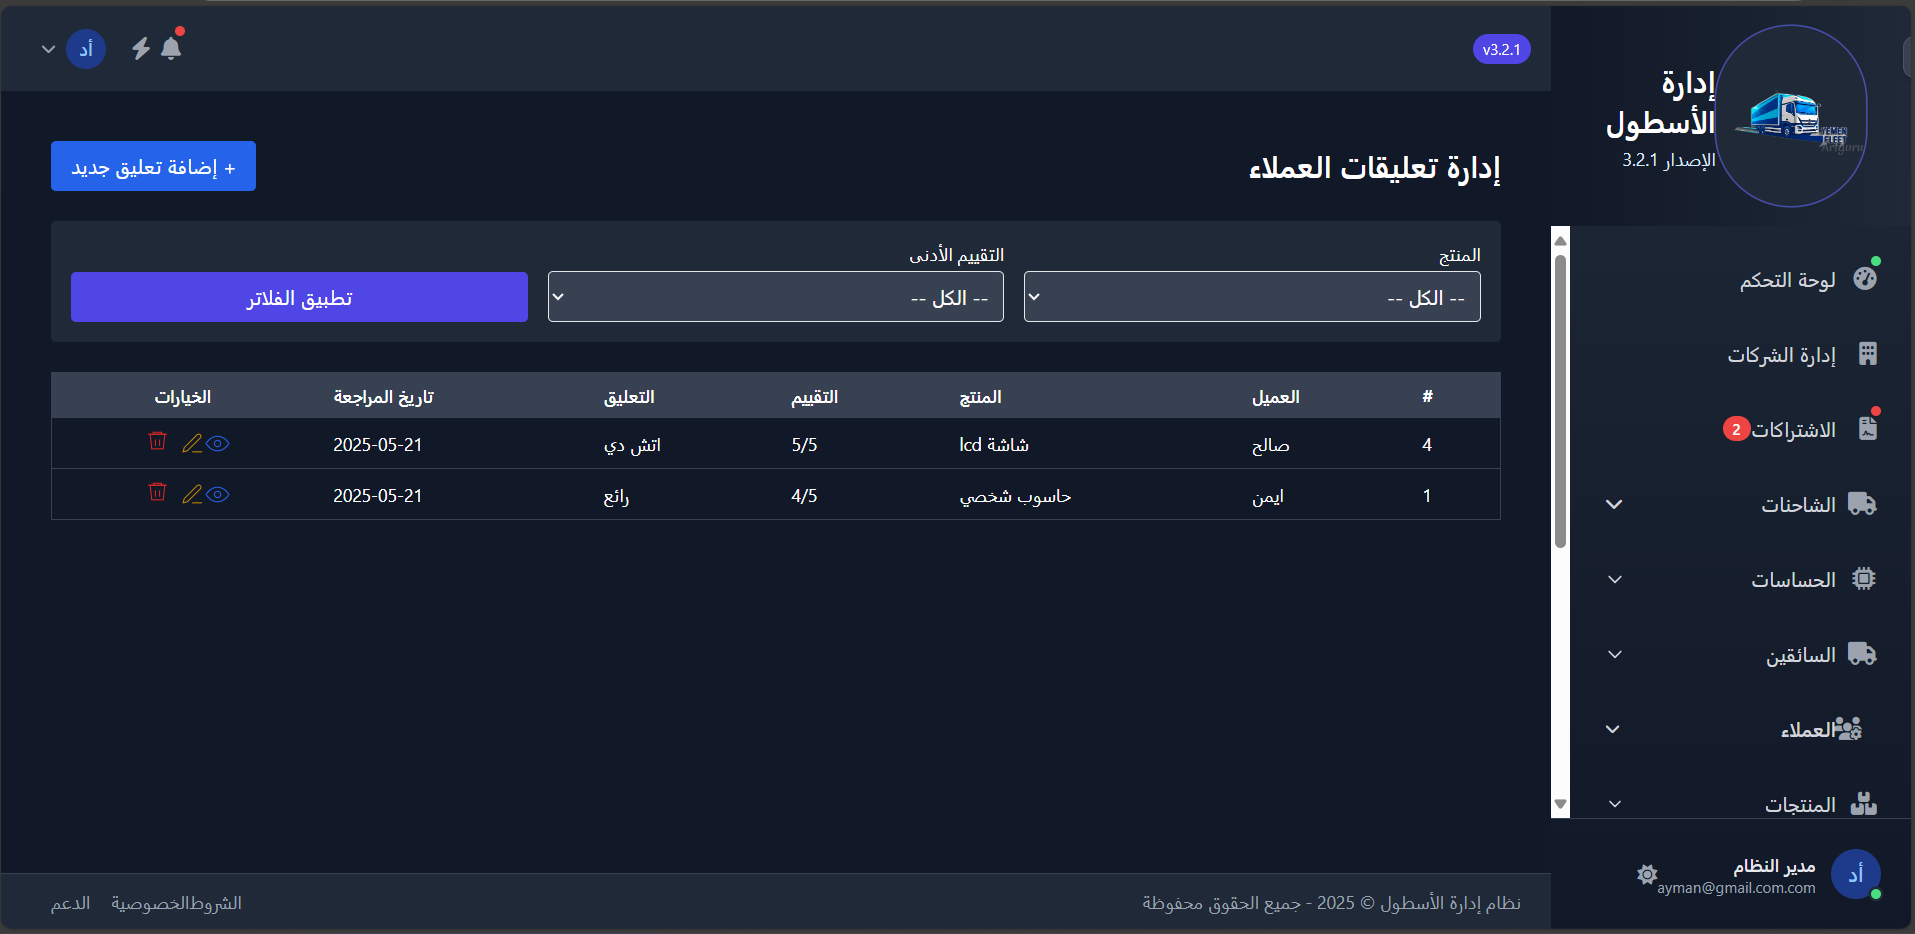 إدارة
الأسطول
الإصدار 3.2.1
YEMEN
FLEET
Artguru
لوحة التحكم
إدارة الشركات
الاشتراكات 2
الشاحنات
الحساسات
السائقين
العملاء
المنتجات
أد
مدير النظام
ayman@gmail.com.com
v3.2.1
أد
إدارة تعليقات العملاء
+ إضافة تعليق جديد
المنتج
-- الكل --
التقييم الأدنى
-- الكل --
تطبيق الفلاتر
# العميل المنتج التقييم التعليق تاريخ المراجعة الخيارات
4 صالح شاشة lcd 5/5 اتش دي 2025-05-21
1 ايمن حاسوب شخصي 4/5 رائع 2025-05-21
نظام إدارة الأسطول © 2025 - جميع الحقوق محفوظة
الشروطالخصوصية الدعم